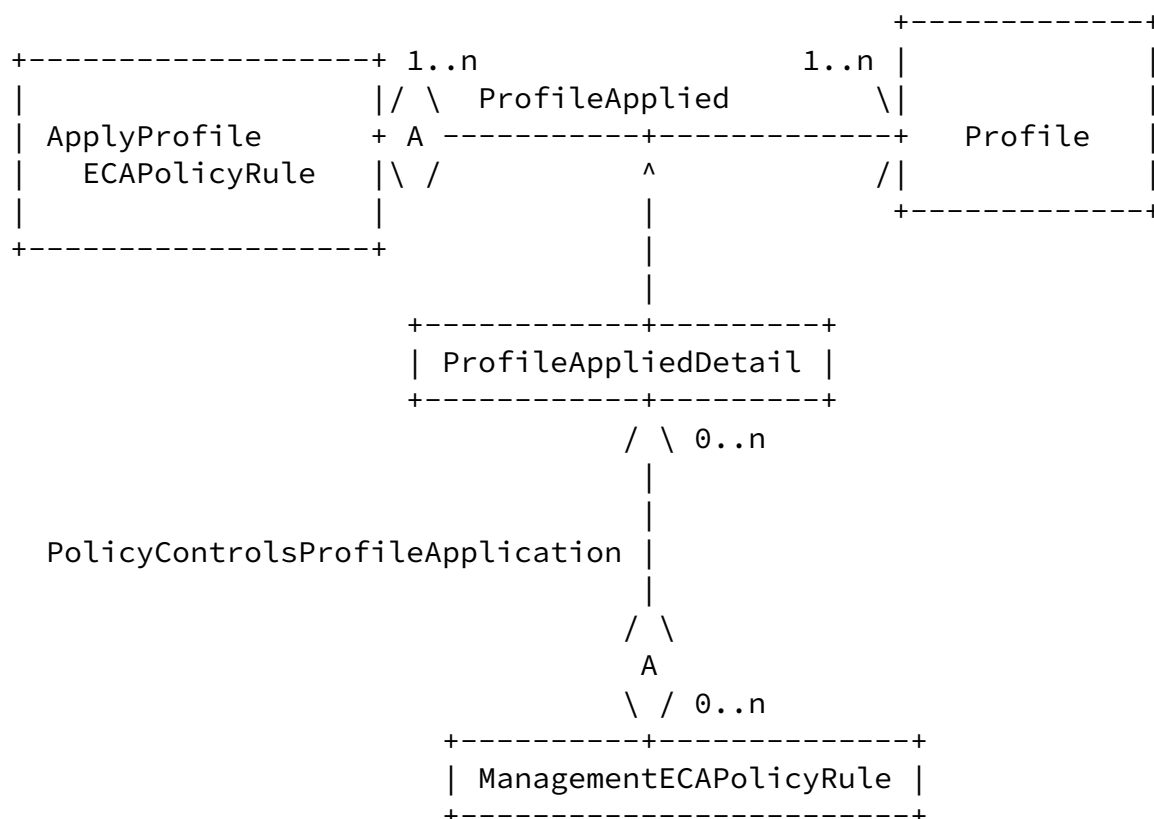 1..n 1..n
ProfileApplied
ApplyProfile A Profile
ECAPolicyRule
ProfileAppliedDetail
0..n
PolicyControlsProfileApplication
A
0..n
ManagementECAPolicyRule